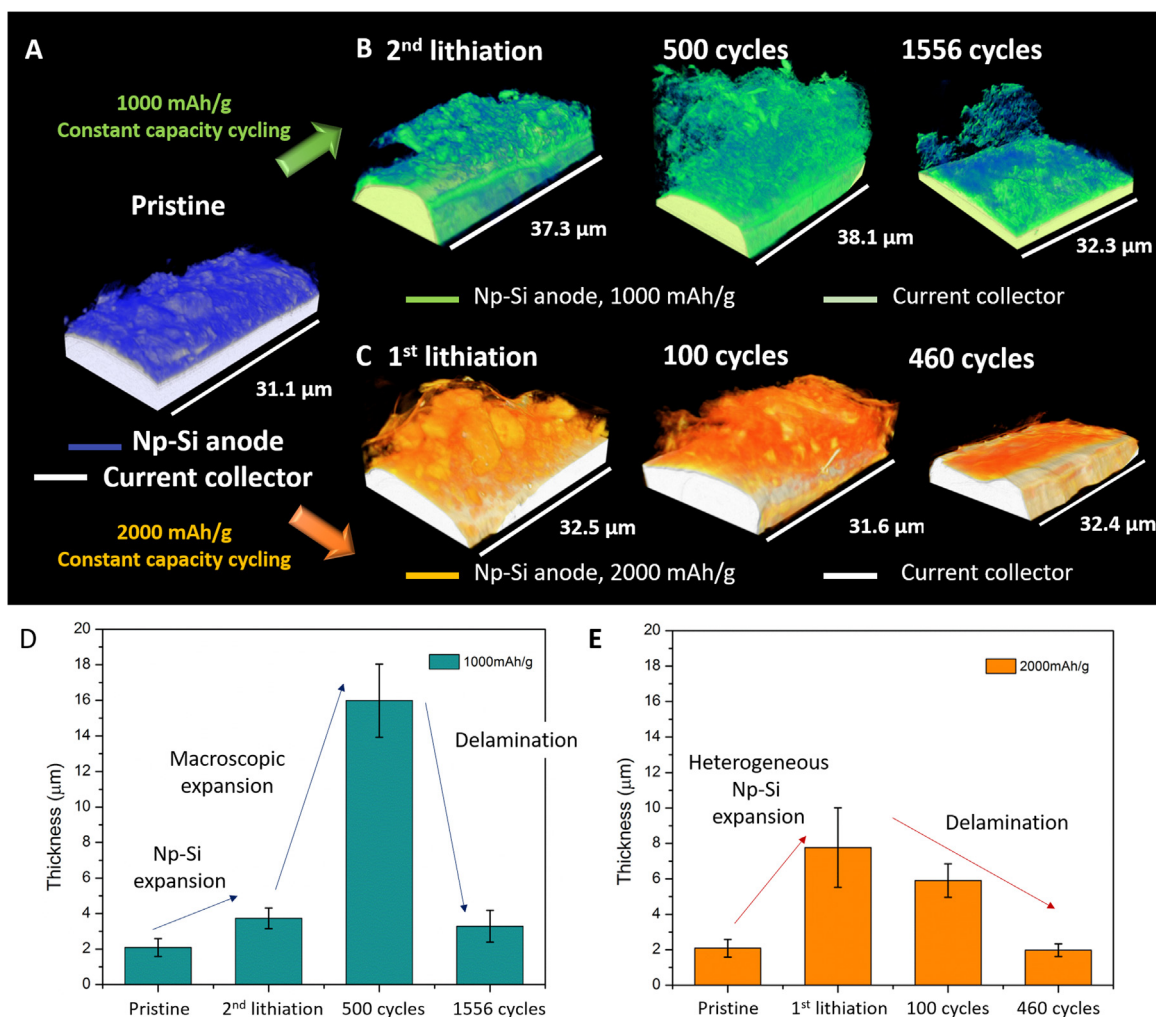 A
1000 mAh/g
Constant capacity cycling
Pristine
31.1 µm
Np-Si anode
Current collector
2000 mAh/g
Constant capacity cycling
B
2nd lithiation
500 cycles
1556 cycles
37.3 µm
38.1 µm
32.3 µm
Np-Si anode, 1000 mAh/g
Current collector
C
1st lithiation
100 cycles
460 cycles
32.5 µm
31.6 µm
32.4 µm
Np-Si anode, 2000 mAh/g
Current collector
D
Thickness (µm)
20
18
16
14
12
10
8
6
4
2
0
1000mAh/g
Np-Si
expansion
Macroscopic
expansion
Delamination
Pristine
2nd lithiation
500 cycles
1556 cycles
E
Thickness (µm)
20
18
16
14
12
10
8
6
4
2
0
2000mAh/g
Heterogeneous
Np-Si
expansion
Delamination
Pristine
1st lithiation
100 cycles
460 cycles